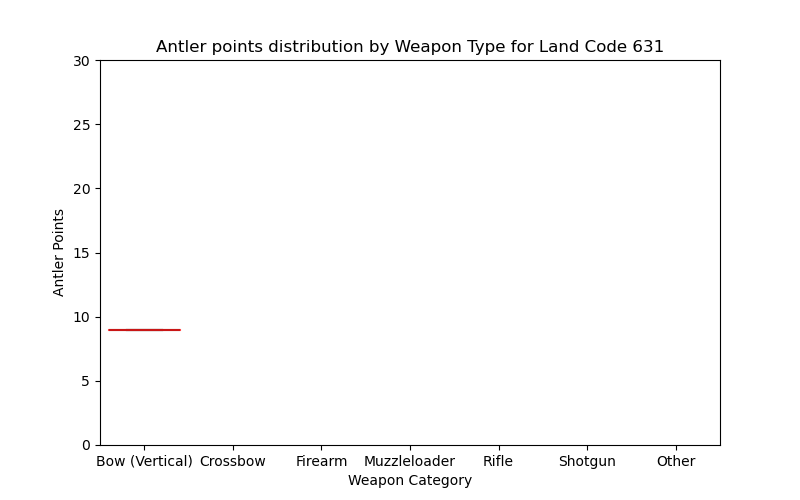 Antler points distribution by Weapon Type for Land Code 631
30
25
20
15
10
5
0
Antler Points
Bow (Vertical) Crossbow Firearm Muzzleloader Rifle Shotgun Other
Weapon Category